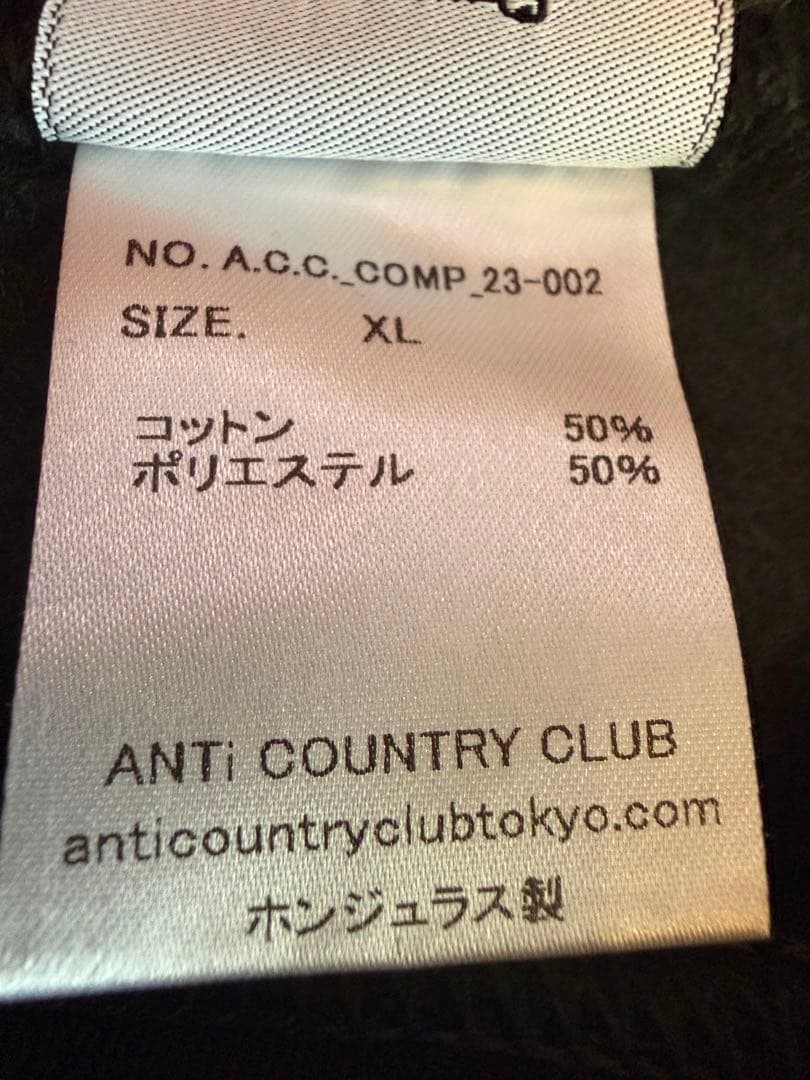 NO. A.C.C._COMP_23-002
SIZE. XL
コットン 50%
ポリエステル 50%
ANTi COUNTRY CLUB
anticountryclubtokyo.com
ホンジュラス製